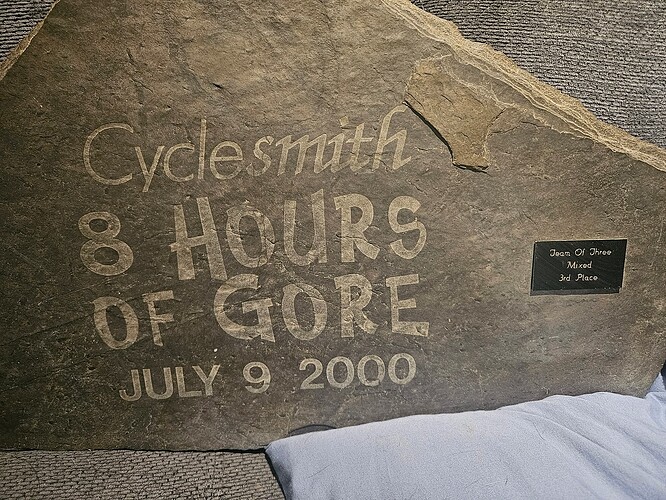 Cyclesmith
8 HOURS
OF GORE
JULY 9 2000
Team Of Three
Mixed
3rd Place